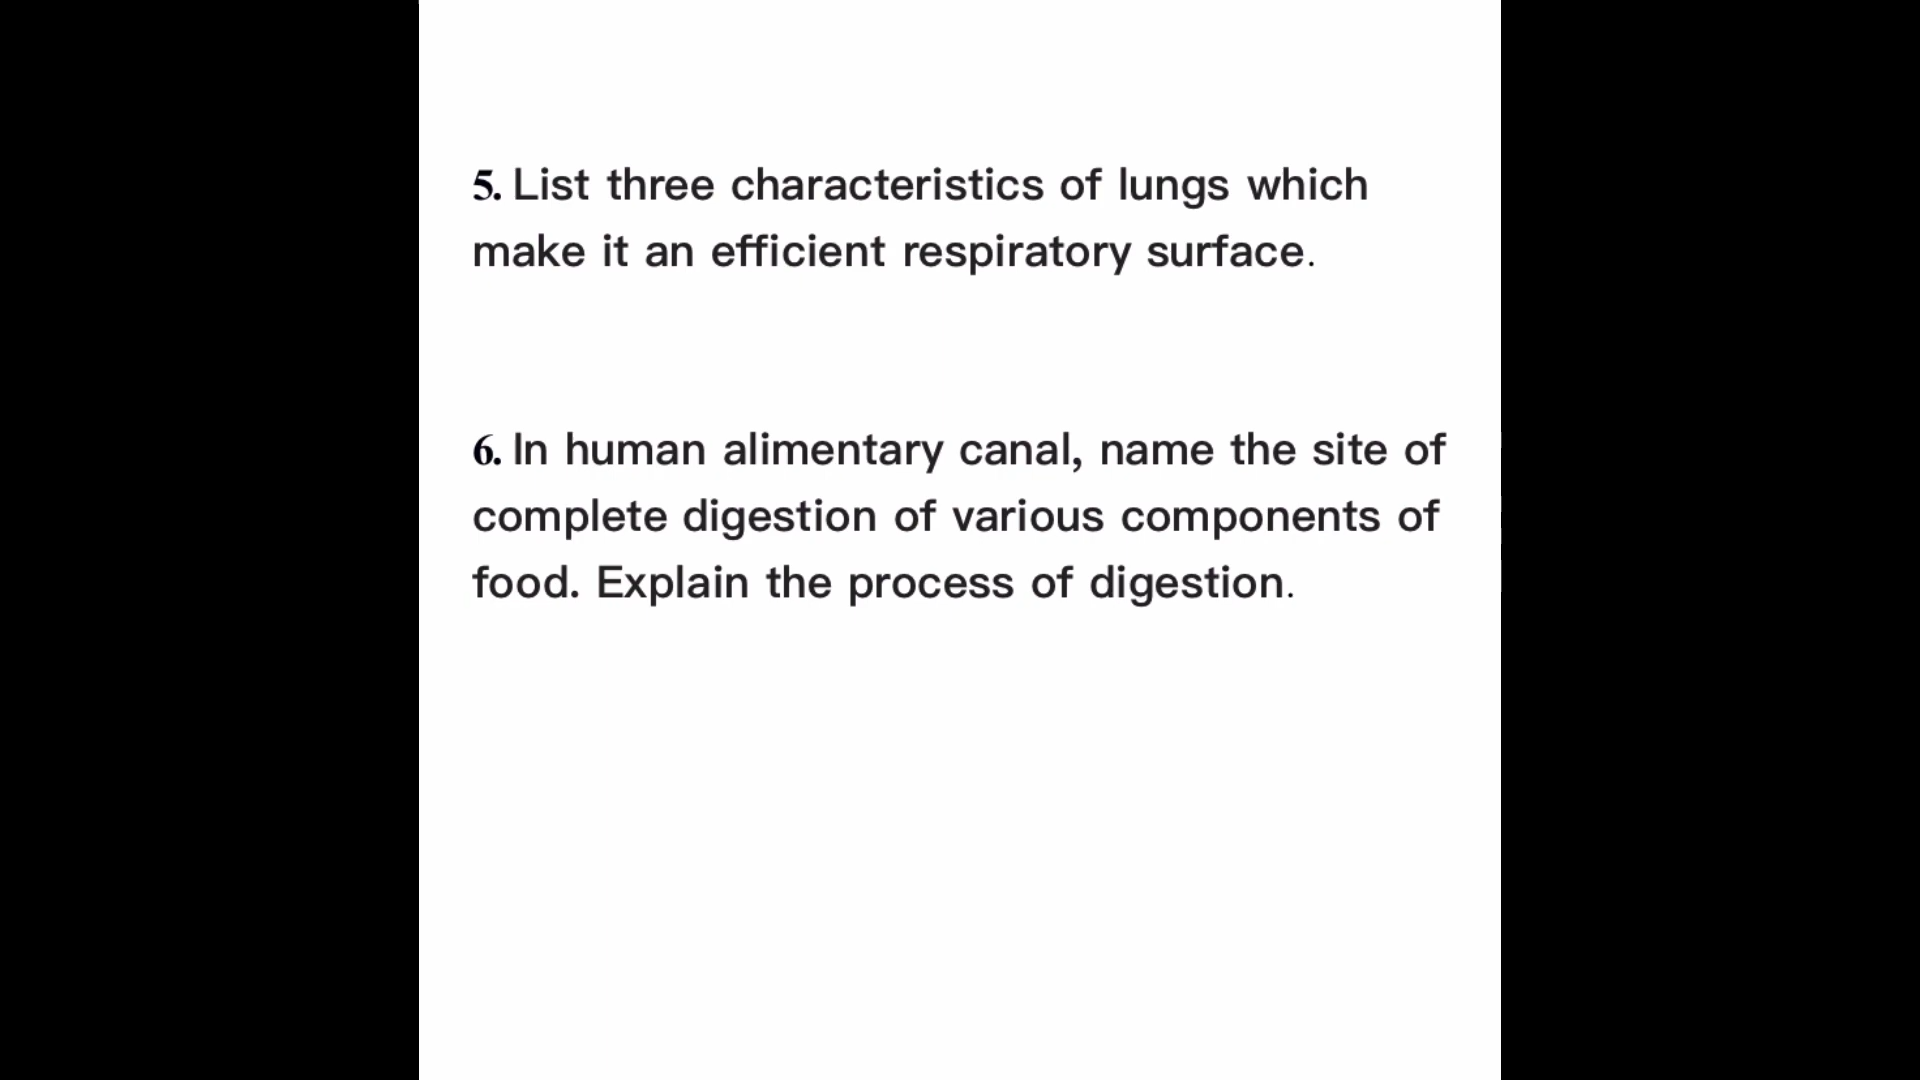 5. List three characteristics of lungs which
make it an efficient respiratory surface.
6. In human alimentary canal, name the site of
complete digestion of various components of
food. Explain the process of digestion.